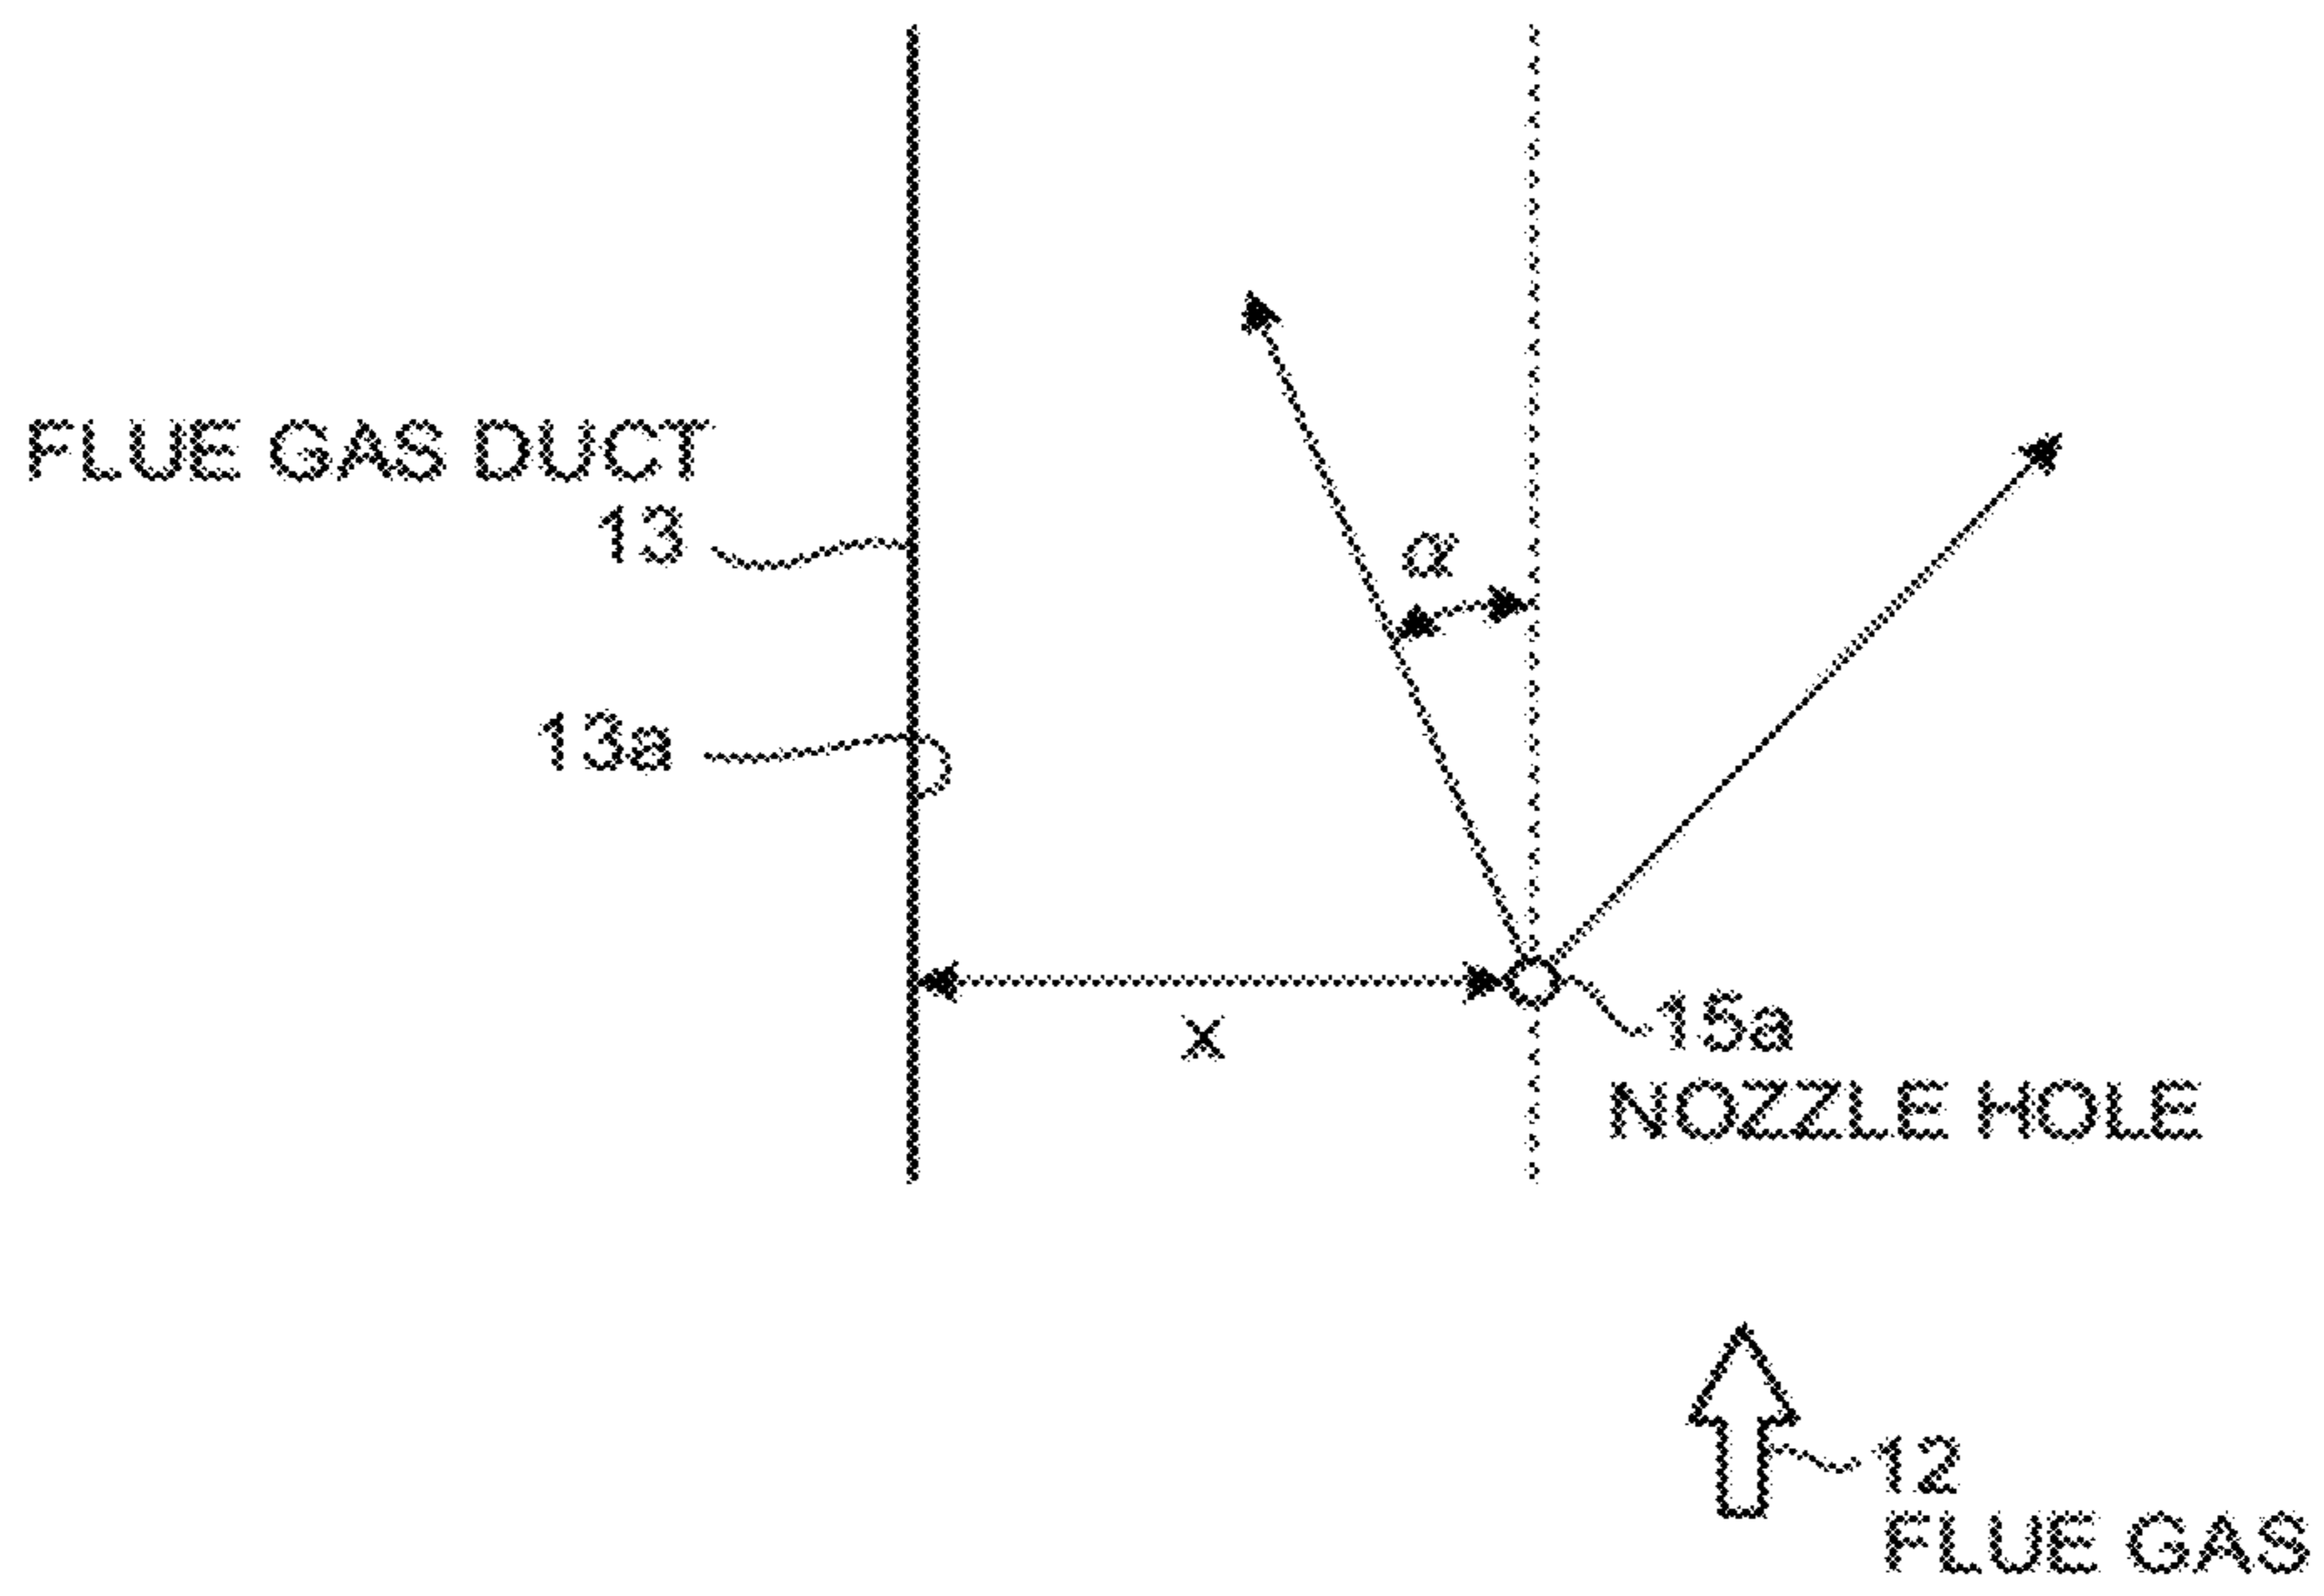 FLUE GAS DUCT
13
α
13a
X
15a
NOZZLE HOLE
12
FLUE GAS